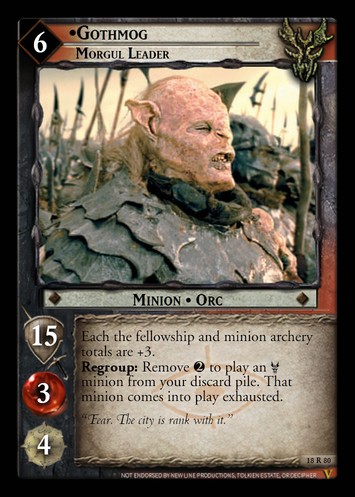 6
•Gothmog
Morgul Leader
Minion • Orc
15
Each the fellowship and minion archery
totals are +3.
3
Regroup: Remove 2 to play an
minion from your discard pile. That
minion comes into play exhausted.
4
"Fear. The city is rank with it."
18 R 80
NOT ENDORSED BY NEW LINE PRODUCTIONS, TOLKIEN ESTATE, OR DECIPHER. V